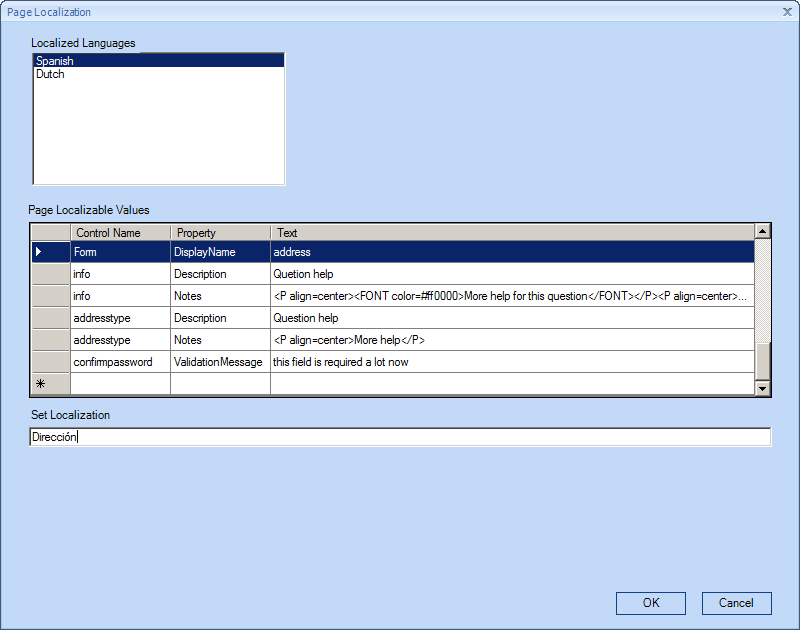 Page Localization
Localized Languages
Spanish
Dutch
Page Localizable Values
Control Name Property Text
Form DisplayName address
info Description Quetion help
info Notes <P align=center><FONT color=#ff0000>More help for this question</FONT></P><P align=center>...
addresstype Description Question help
addresstype Notes <P align=center>More help</P>
confirmpassword ValidationMessage this field is required a lot now
Set Localization
Dirección
OK Cancel